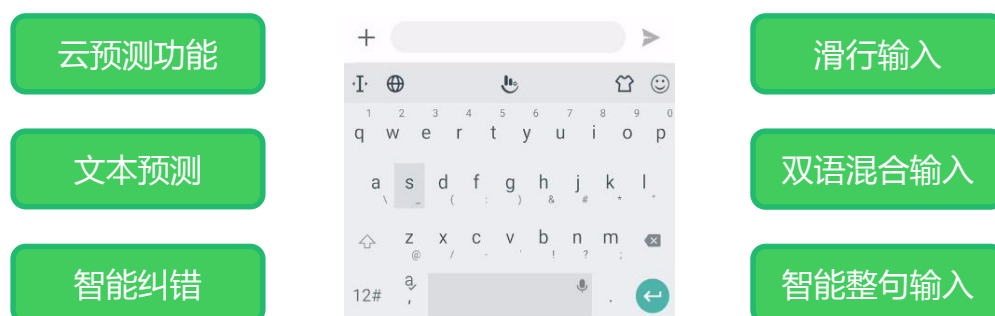 云预测功能
文本预测
智能纠错
1 2 3 4 5 6 7 8 9 0
q w e r t y u i o p
a s d f g h j k l
\ _ ( : ) & # * "
z x c v b n m
@ / - ' ! ? ;
12# a , .
滑行输入
双语混合输入
智能整句输入